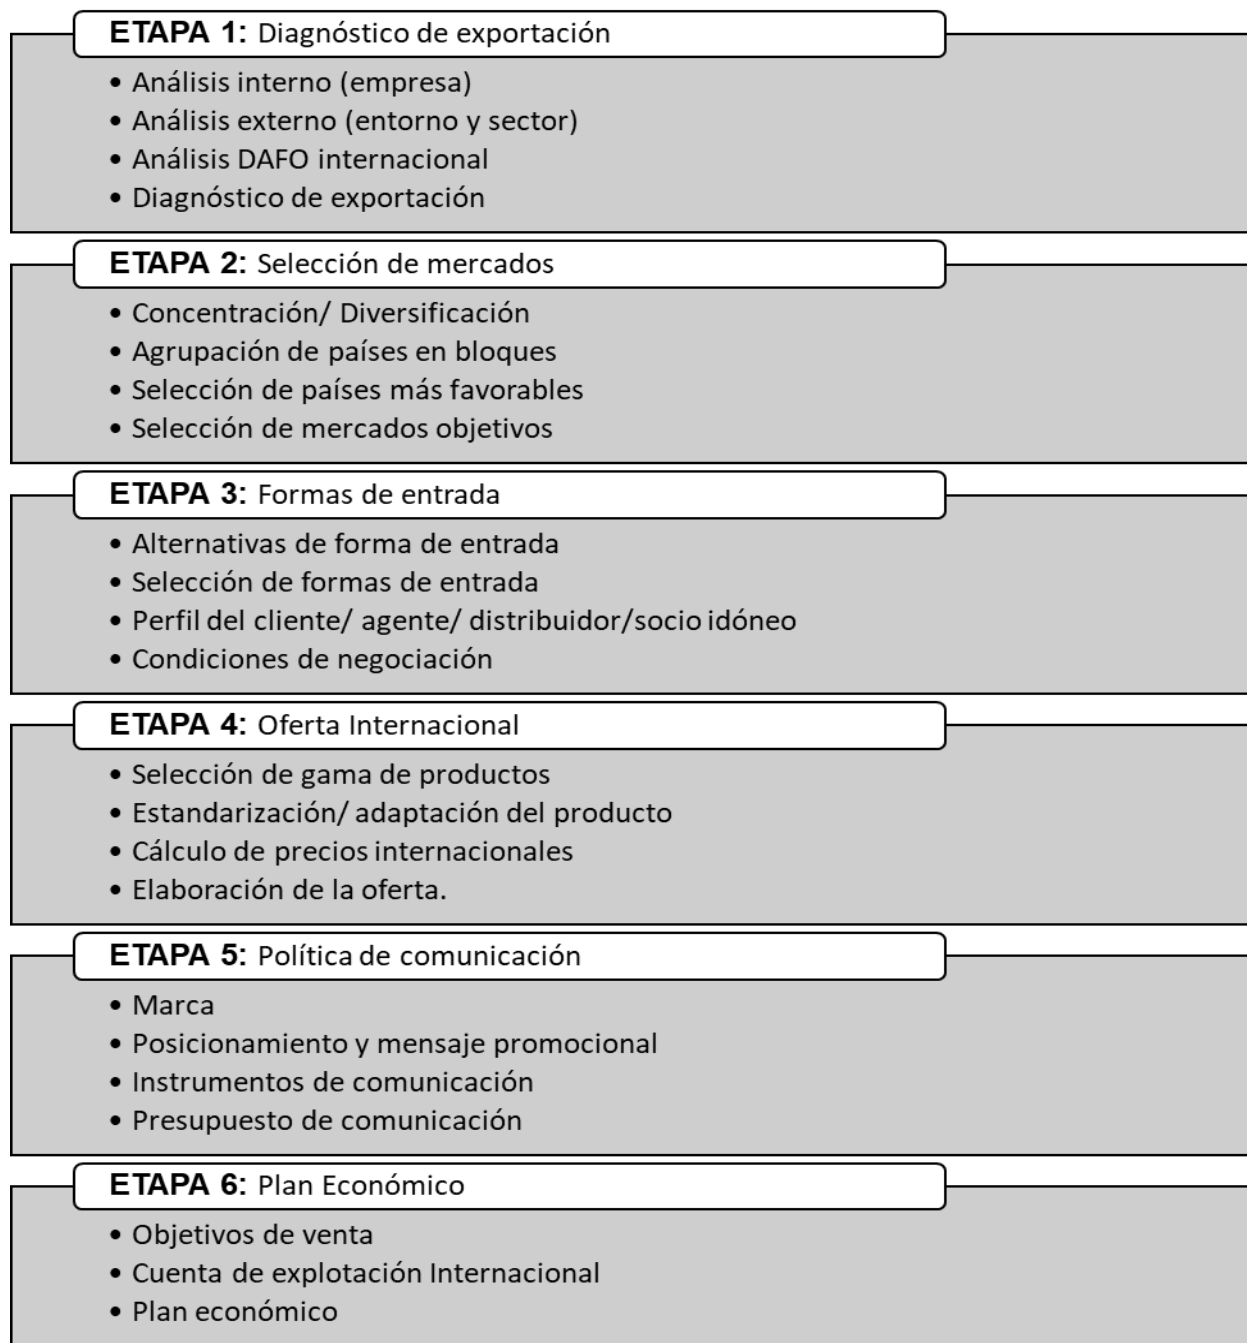 ETAPA 1: Diagnóstico de exportación
• Análisis interno (empresa)
• Análisis externo (entorno y sector)
• Análisis DAFO internacional
• Diagnóstico de exportación
ETAPA 2: Selección de mercados
• Concentración/ Diversificación
• Agrupación de países en bloques
• Selección de países más favorables
• Selección de mercados objetivos
ETAPA 3: Formas de entrada
• Alternativas de forma de entrada
• Selección de formas de entrada
• Perfil del cliente/ agente/ distribuidor/socio idóneo
• Condiciones de negociación
ETAPA 4: Oferta Internacional
• Selección de gama de productos
• Estandarización/ adaptación del producto
• Cálculo de precios internacionales
• Elaboración de la oferta.
ETAPA 5: Política de comunicación
• Marca
• Posicionamiento y mensaje promocional
• Instrumentos de comunicación
• Presupuesto de comunicación
ETAPA 6: Plan Económico
• Objetivos de venta
• Cuenta de explotación Internacional
• Plan económico